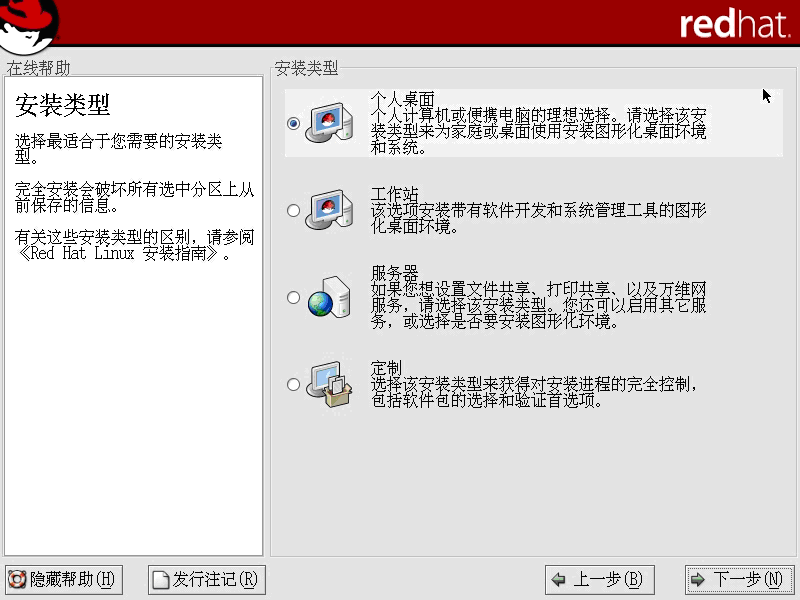 redhat.
在线帮助
安装类型
选择最适合于您需要的安装类
型。
完全安装会破坏所有选中分区上从
前保存的信息。
有关这些安装类型的区别，请参阅
《Red Hat Linux 安装指南》。
安装类型
个人桌面
个人计算机或便携电脑的理想选择。请选择该安
装类型来为家庭或桌面使用安装图形化桌面环境
和系统。
工作站
该选项安装带有软件开发和系统管理工具的图形
化桌面环境。
服务器
如果您想设置文件共享、打印共享、以及万维网
服务，请选择该安装类型。您还可以启用其它服
务，或选择是否要安装图形化环境。
定制
选择该安装类型来获得对安装进程的完全控制，
包括软件包的选择和验证首选项。
隐藏帮助(H)
发行注记(R)
上一步(B)
下一步(N)